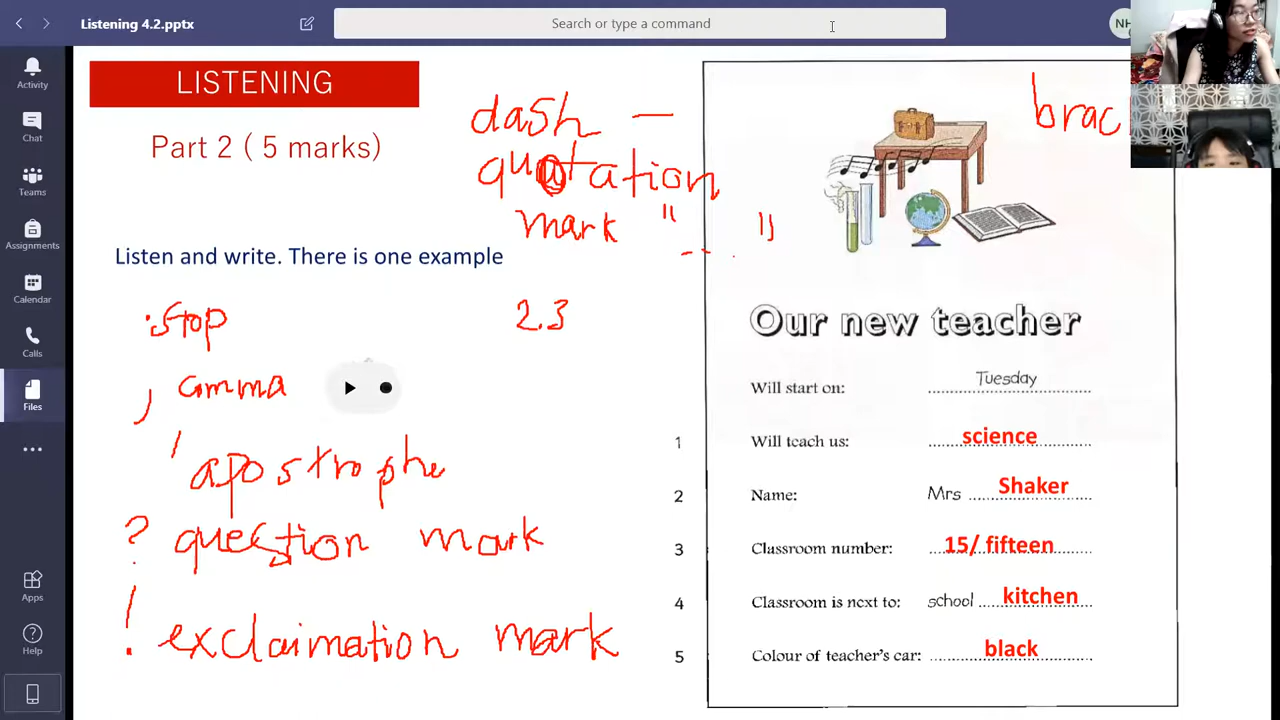 Listening 4.2.pptx
Search or type a command
NH
Activity
Chat
Teams
Assignments
Calendar
Calls
Files
Apps
Help
LISTENING
Part 2 ( 5 marks)
Listen and write. There is one example
dash —
quotation
mark " "
. stop
2.3
, comma
' apostrophe
? question mark
! exclaimation mark
brac
Our new teacher
Will start on: Tuesday
1 Will teach us: science
2 Name: Mrs Shaker
3 Classroom number: 15/ fifteen
4 Classroom is next to: school kitchen
5 Colour of teacher's car: black